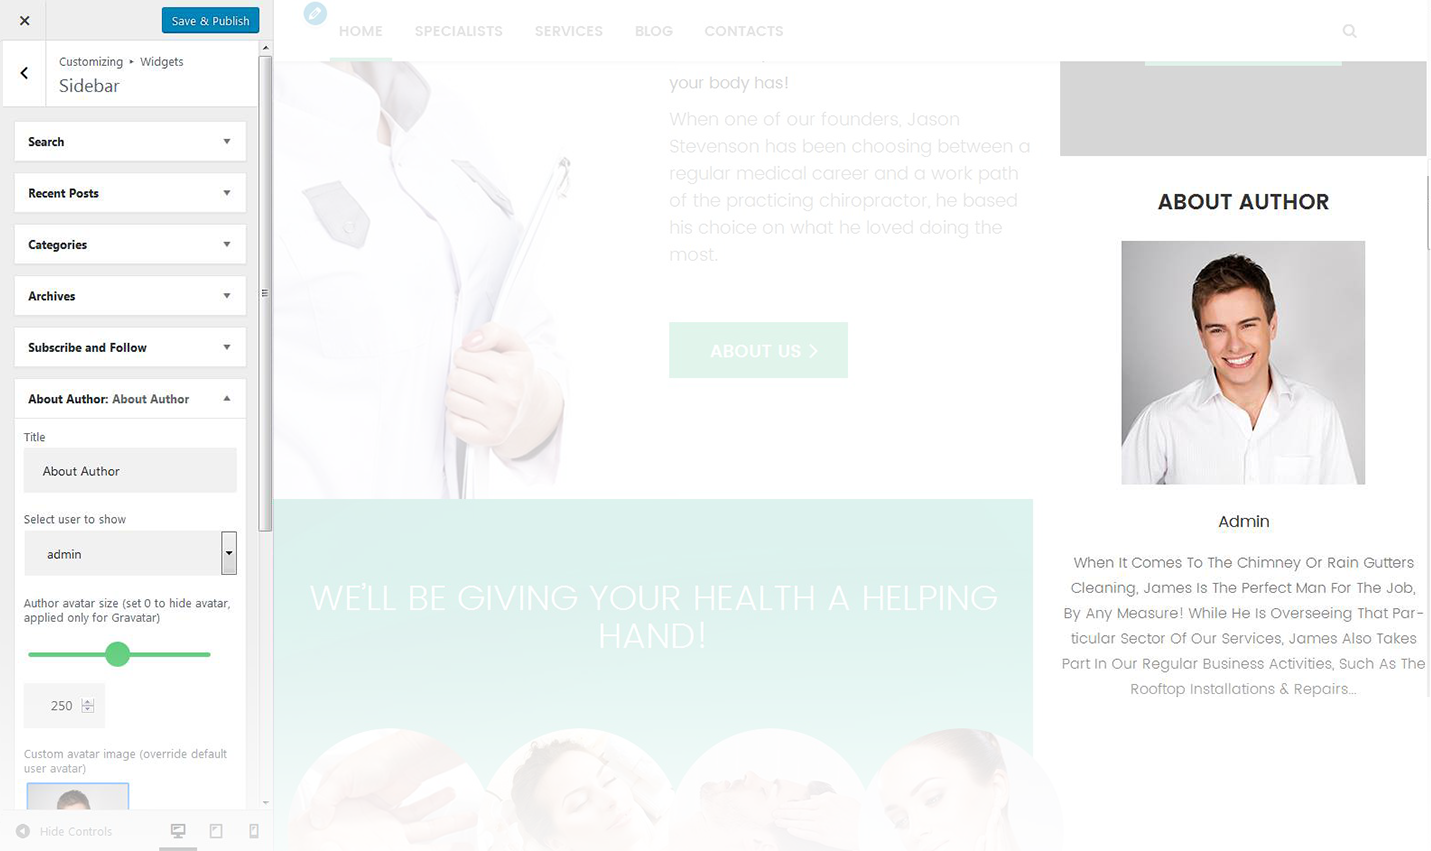 Save & Publish
Customizing ▸ Widgets
Sidebar
Search
Recent Posts
Categories
Archives
Subscribe and Follow
About Author: About Author
Title
About Author
Select user to show
admin
Author avatar size (set 0 to hide avatar,
applied only for Gravatar)
250
Custom avatar image (override default
user avatar)
Hide Controls
HOME SPECIALISTS SERVICES BLOG CONTACTS
your body has!
When one of our founders, Jason
Stevenson has been choosing between a
regular medical career and a work path
of the practicing chiropractor, he based
his choice on what he loved doing the
most.
ABOUT US
WE'LL BE GIVING YOUR HEALTH A HELPING
HAND!
ABOUT AUTHOR
Admin
When It Comes To The Chimney Or Rain Gutters
Cleaning, James Is The Perfect Man For The Job,
By Any Measure! While He Is Overseeing That Par-
ticular Sector Of Our Services, James Also Takes
Part In Our Regular Business Activities, Such As The
Rooftop Installations & Repairs...